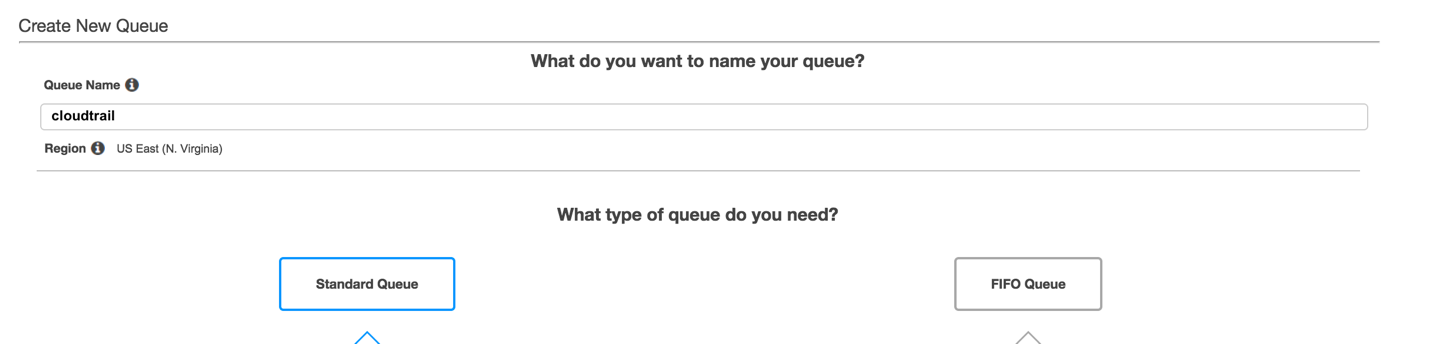 Create New Queue
What do you want to name your queue?
Queue Name
cloudtrail
Region US East (N. Virginia)
What type of queue do you need?
Standard Queue FIFO Queue